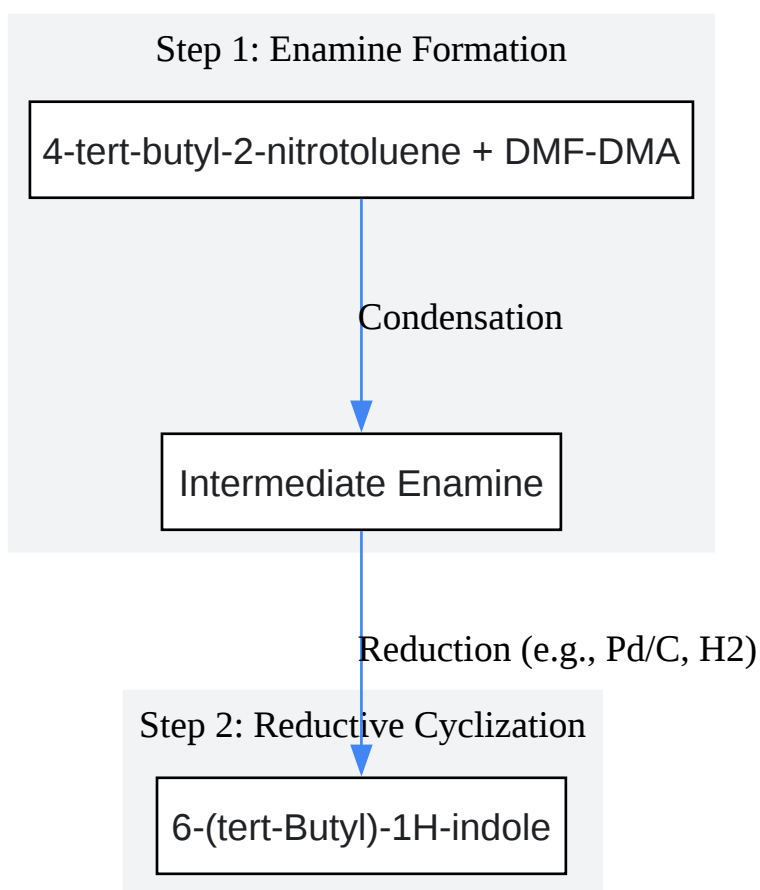 Step 1: Enamine Formation
4-tert-butyl-2-nitrotoluene + DMF-DMA
Condensation
Intermediate Enamine
Reduction (e.g., Pd/C, H2)
Step 2: Reductive Cyclization
6-(tert-Butyl)-1H-indole